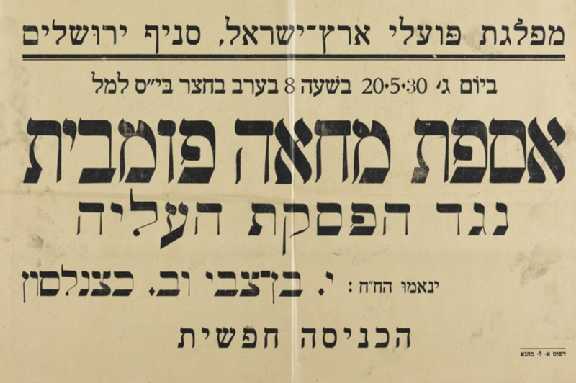 מפלגת פועלי ארץ־ישראל, סניף ירושלים
ביום ג׳ 20.5.30 בשעה 8 בערב בחצר בי״ס למל
אספת מחאה פומבית
נגד הפסקת העליה
ינאמו הח״ח: י. בן־צבי וב. כצנלסון
הכניסה חפשית
דפוס א. ל.